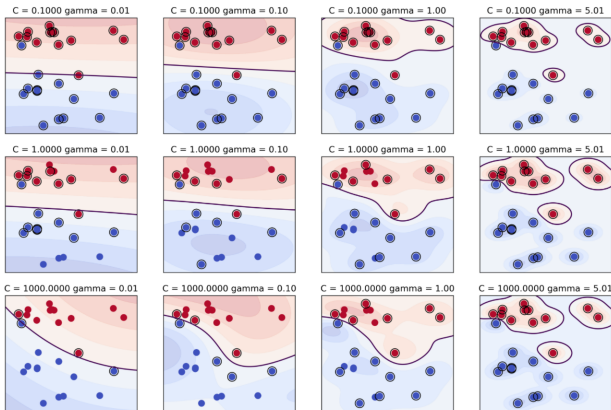 C = 0.1000 gamma = 0.01
C = 0.1000 gamma = 0.10
C = 0.1000 gamma = 1.00
C = 0.1000 gamma = 5.01
C = 1.0000 gamma = 0.01
C = 1.0000 gamma = 0.10
C = 1.0000 gamma = 1.00
C = 1.0000 gamma = 5.01
C = 1000.0000 gamma = 0.01
C = 1000.0000 gamma = 0.10
C = 1000.0000 gamma = 1.00
C = 1000.0000 gamma = 5.01